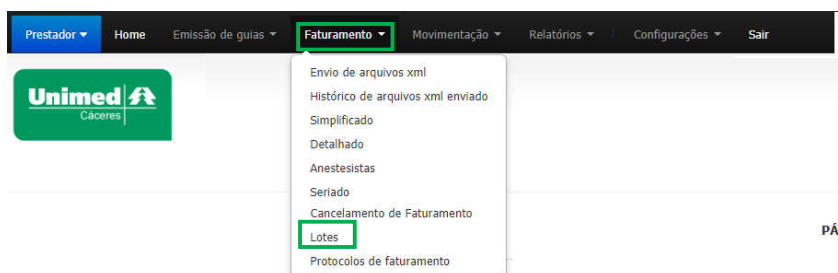 Prestador Home Emissão de guias Faturamento Movimentação Relatórios Configurações Sair
Envio de arquivos xml
Unimed
Cáceres
Histórico de arquivos xml enviado
Simplificado
Detalhado
Anestesistas
Seriado
Cancelamento de Faturamento
Lotes
PÁ
Protocolos de faturamento